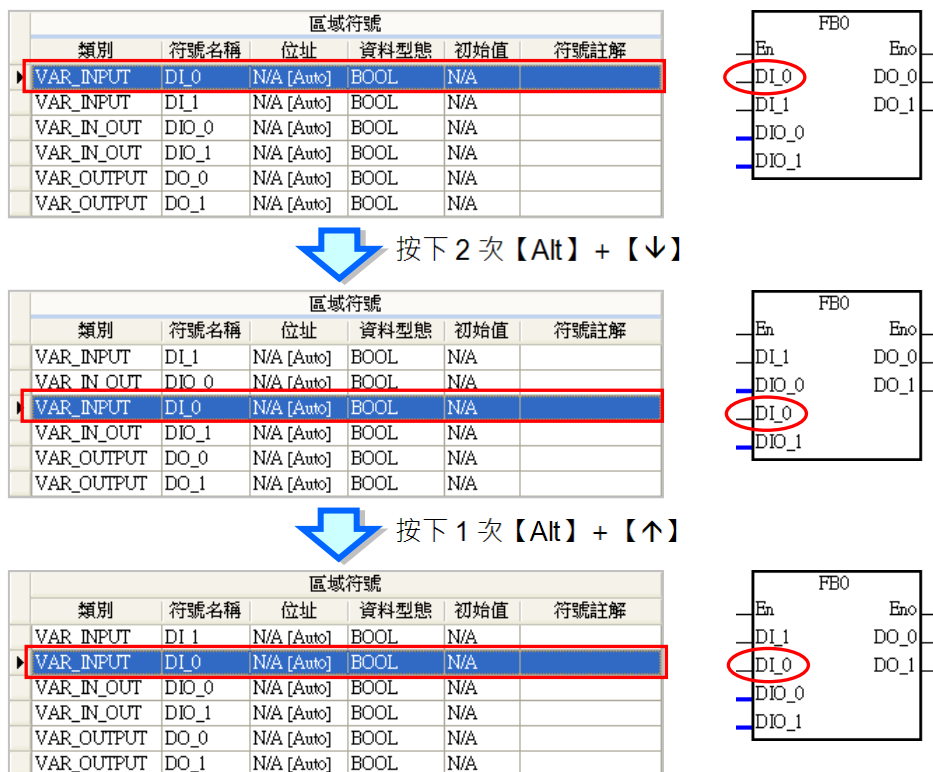 區域符號
類別 符號名稱 位址 資料型態 初始值 符號註解
VAR_INPUT DI_0 N/A [Auto] BOOL N/A
VAR_INPUT DI_1 N/A [Auto] BOOL N/A
VAR_IN_OUT DIO_0 N/A [Auto] BOOL N/A
VAR_IN_OUT DIO_1 N/A [Auto] BOOL N/A
VAR_OUTPUT DO_0 N/A [Auto] BOOL N/A
VAR_OUTPUT DO_1 N/A [Auto] BOOL N/A
FB0
En Eno
DI_0 DO_0
DI_1 DO_1
DIO_0
DIO_1
按下 2 次【Alt】+【↓】
區域符號
類別 符號名稱 位址 資料型態 初始值 符號註解
VAR_INPUT DI_1 N/A [Auto] BOOL N/A
VAR_IN_OUT DIO_0 N/A [Auto] BOOL N/A
VAR_INPUT DI_0 N/A [Auto] BOOL N/A
VAR_IN_OUT DIO_1 N/A [Auto] BOOL N/A
VAR_OUTPUT DO_0 N/A [Auto] BOOL N/A
VAR_OUTPUT DO_1 N/A [Auto] BOOL N/A
FB0
En Eno
DI_1 DO_0
DIO_0 DO_1
DI_0
DIO_1
按下 1 次【Alt】+【↑】
區域符號
類別 符號名稱 位址 資料型態 初始值 符號註解
VAR_INPUT DI_1 N/A [Auto] BOOL N/A
VAR_INPUT DI_0 N/A [Auto] BOOL N/A
VAR_IN_OUT DIO_0 N/A [Auto] BOOL N/A
VAR_IN_OUT DIO_1 N/A [Auto] BOOL N/A
VAR_OUTPUT DO_0 N/A [Auto] BOOL N/A
VAR_OUTPUT DO_1 N/A [Auto] BOOL N/A
FB0
En Eno
DI_1 DO_0
DI_0 DO_1
DIO_0
DIO_1